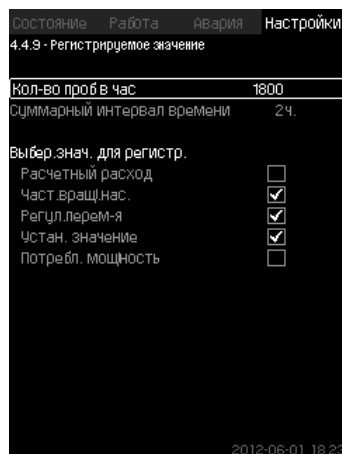 Состояние Работа Авария Настройки
4.4.9 - Регистрируемое значение
Кол-во проб в час 1800
Суммарный интервал времени 2ч.
Выбер.знач. для регистр.
Расчетный расход
Част.вращ.нас.
Регул.перем-я
Устан. значение
Потребл. мощность
2012-06-01 18:23